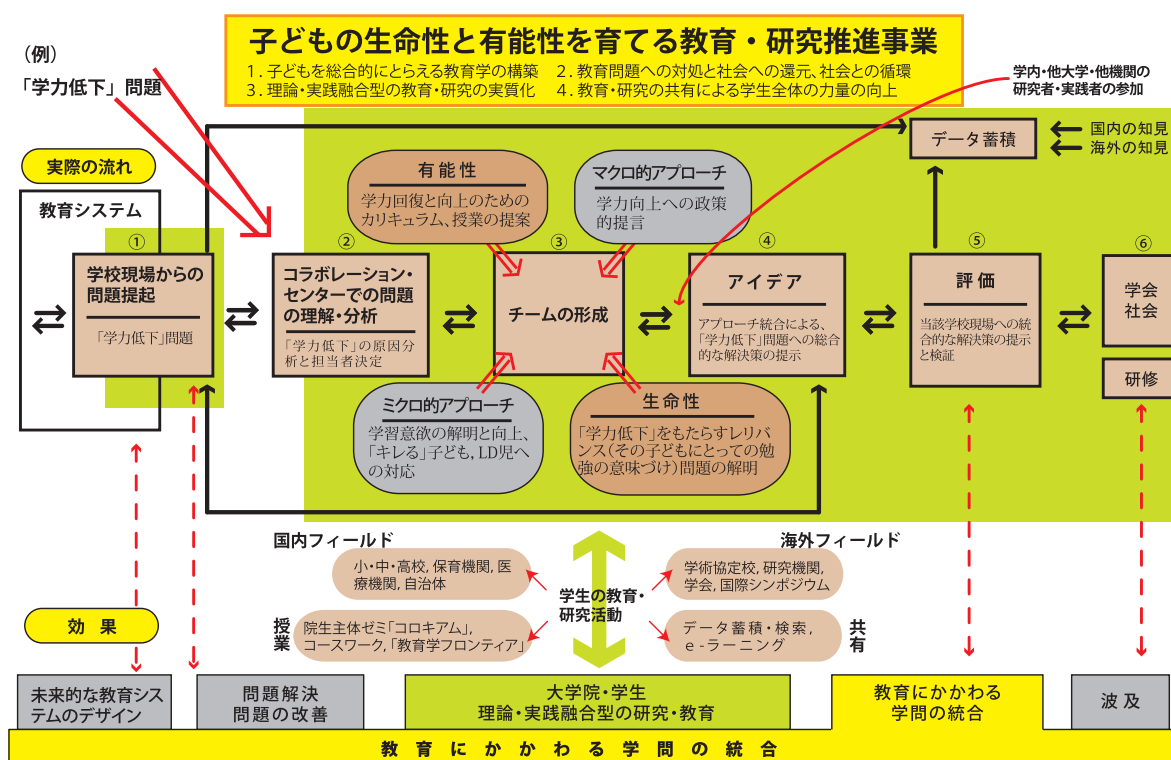 子どもの生命性と有能性を育てる教育・研究推進事業
1. 子どもを総合的にとらえる教育学の構築　2. 教育問題への対処と社会への還元、社会との循環
3. 理論・実践融合型の教育・研究の実質化　4. 教育・研究の共有による学生全体の力量の向上
（例）
「学力低下」問題
学内・他大学・他機関の
研究者・実践者の参加
データ蓄積
国内の知見
海外の知見
実際の流れ
教育システム
①
学校現場からの
問題提起
「学力低下」問題
②
コラボレーション・
センターでの問題
の理解・分析
「学力低下」の原因分
析と担当者決定
有能性
学力回復と向上のための
カリキュラム、授業の提案
マクロ的アプローチ
学力向上への政策
的提言
③
チームの形成
ミクロ的アプローチ
学習意欲の解明と向上、
「キレる」子ども, LD児へ
の対応
生命性
「学力低下」をもたらすレリバ
ンス（その子どもにとっての勉
強の意味づけ）問題の解明
④
アイデア
アプローチ統合による、
「学力低下」問題への総合
的な解決策の提示
⑤
評価
当該学校現場への統
合的な解決策の提示
と検証
⑥
学会
社会
研修
国内フィールド
小・中・高校, 保育機関, 医
療機関, 自治体
海外フィールド
学術協定校, 研究機関,
学会, 国際シンポジウム
学生の教育・
研究活動
授業
院生主体ゼミ「コロキアム」,
コースワーク, 「教育学フロンティア」
データ蓄積・検索,
e-ラーニング
共有
効果
未来的な教育シス
テムのデザイン
問題解決
問題の改善
大学院・学生
理論・実践融合型の研究・教育
教育にかかわる
学問の統合
波及
教育にかかわる学問の統合